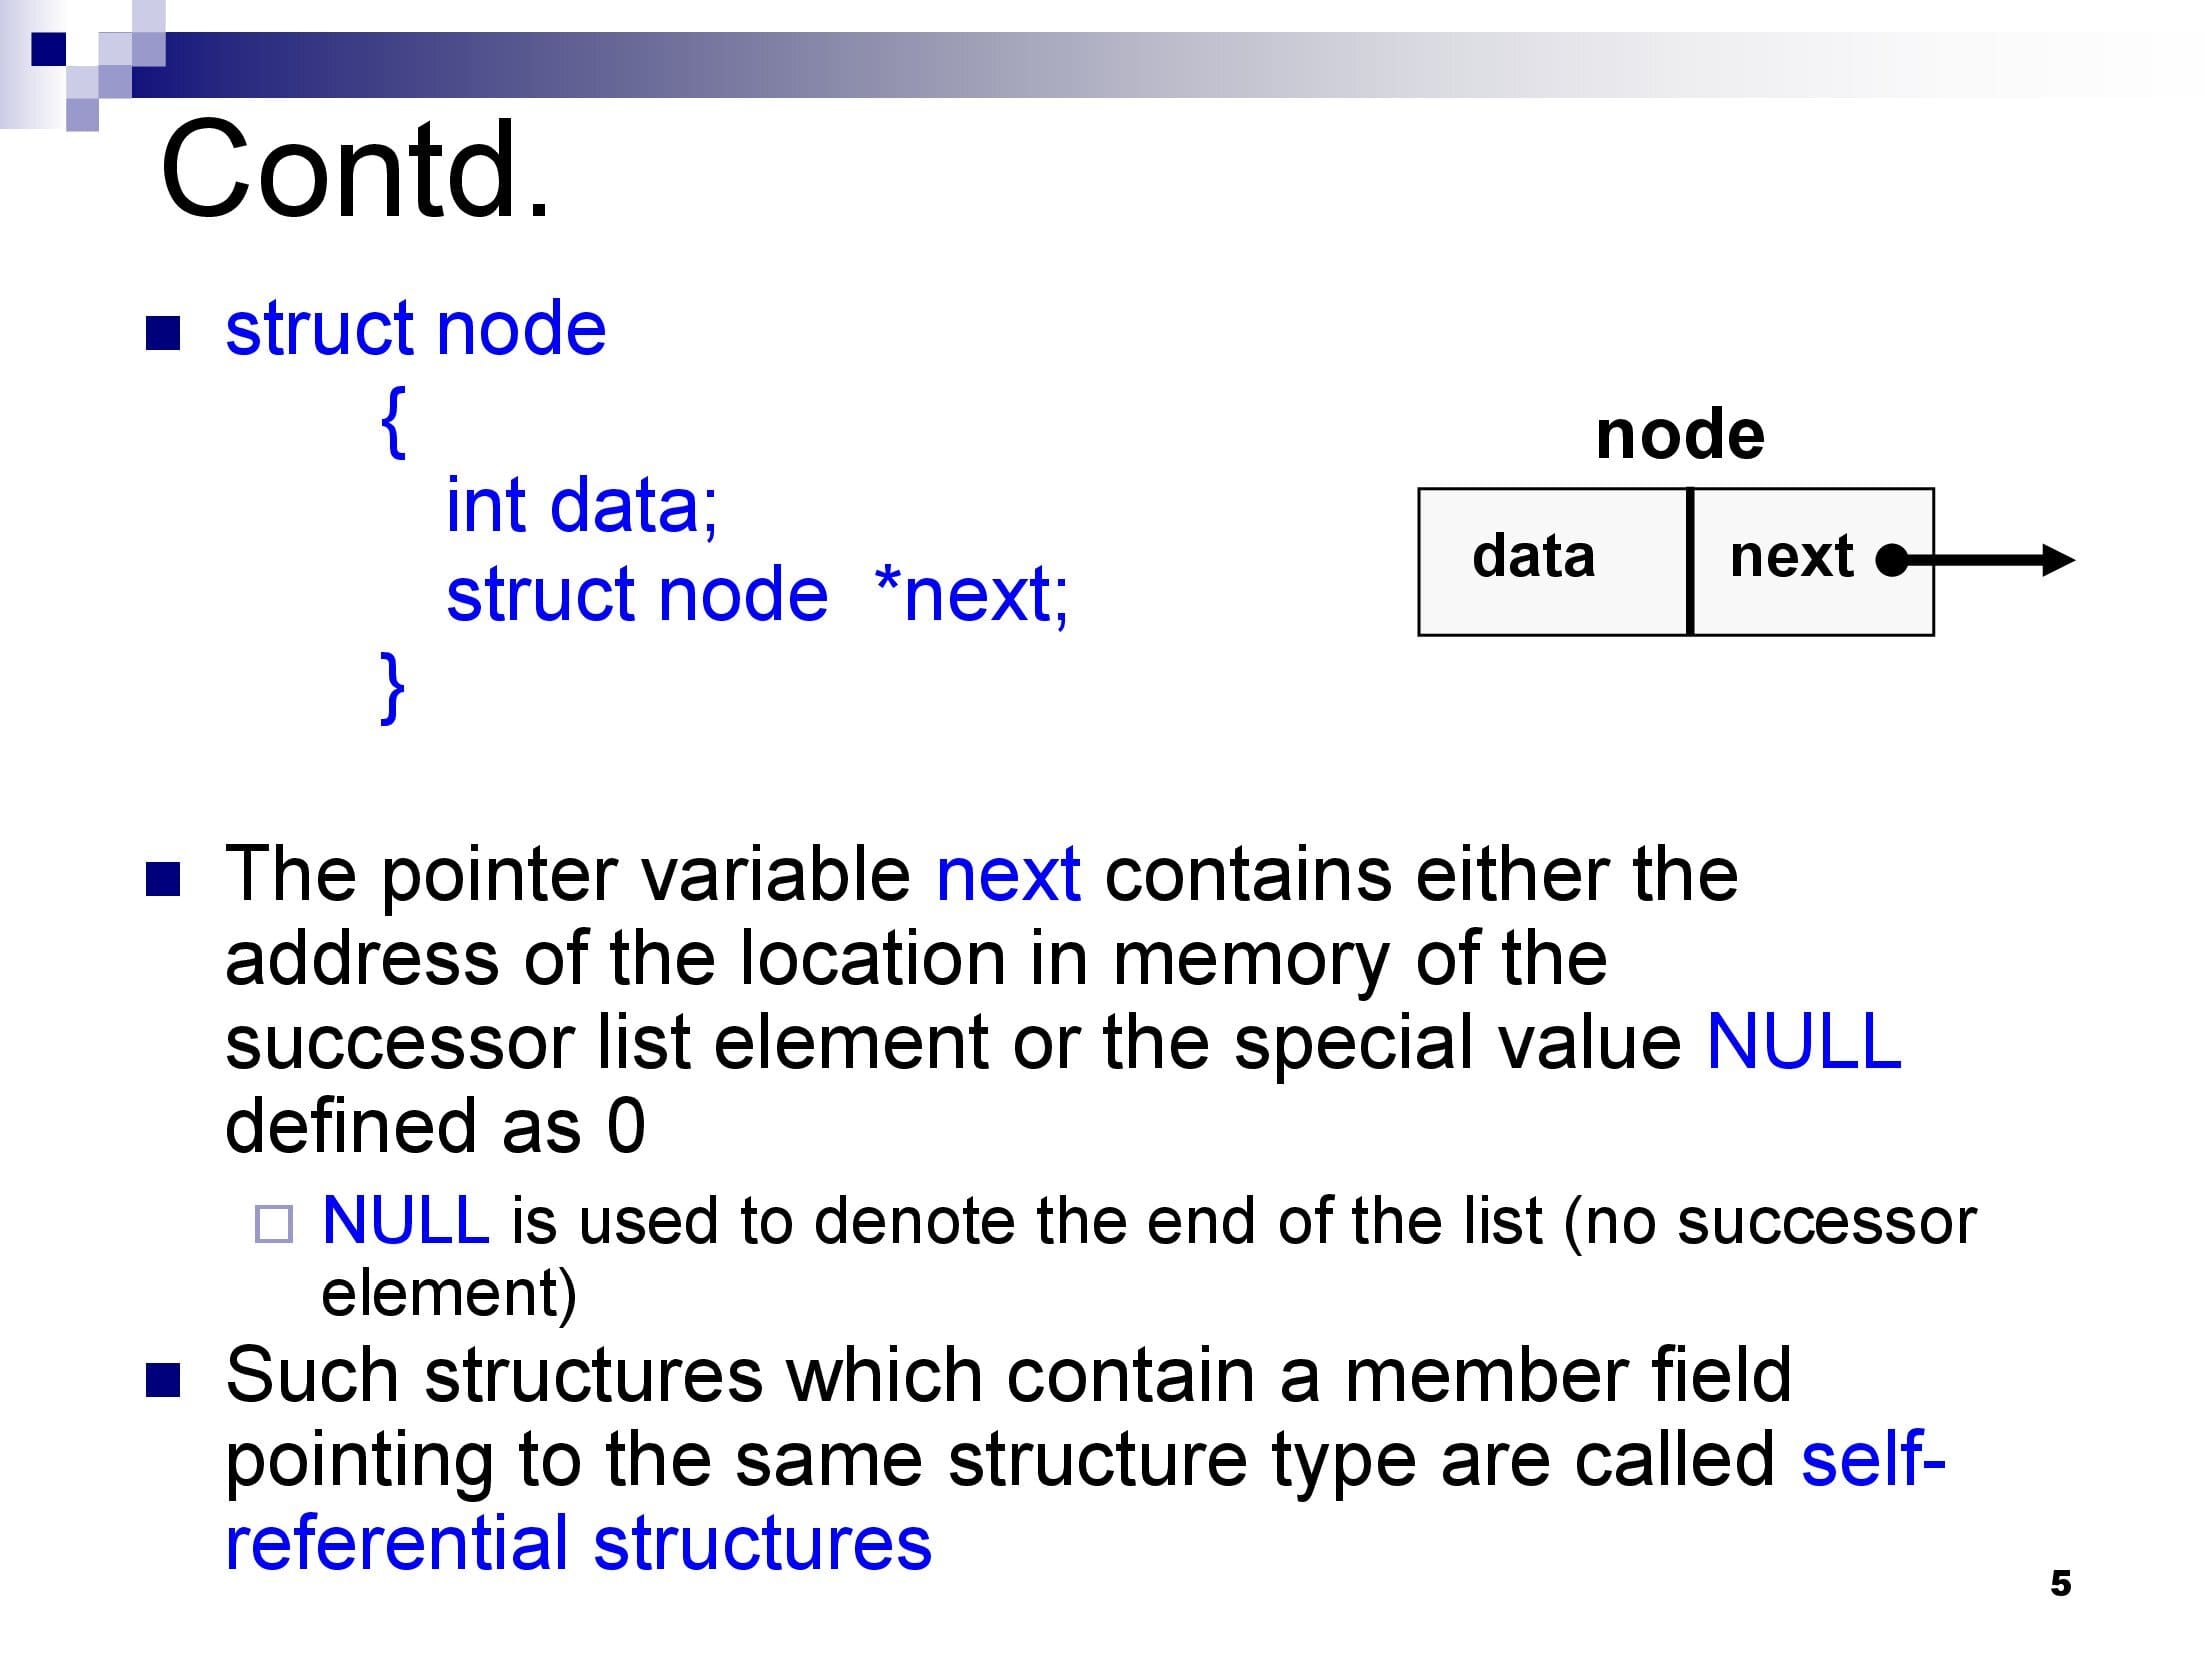 Contd.
struct node
{
int data;
struct node *next;
}
node
data next
The pointer variable next contains either the
address of the location in memory of the
successor list element or the special value NULL
defined as 0
NULL is used to denote the end of the list (no successor
element)
Such structures which contain a member field
pointing to the same structure type are called self-
referential structures
5